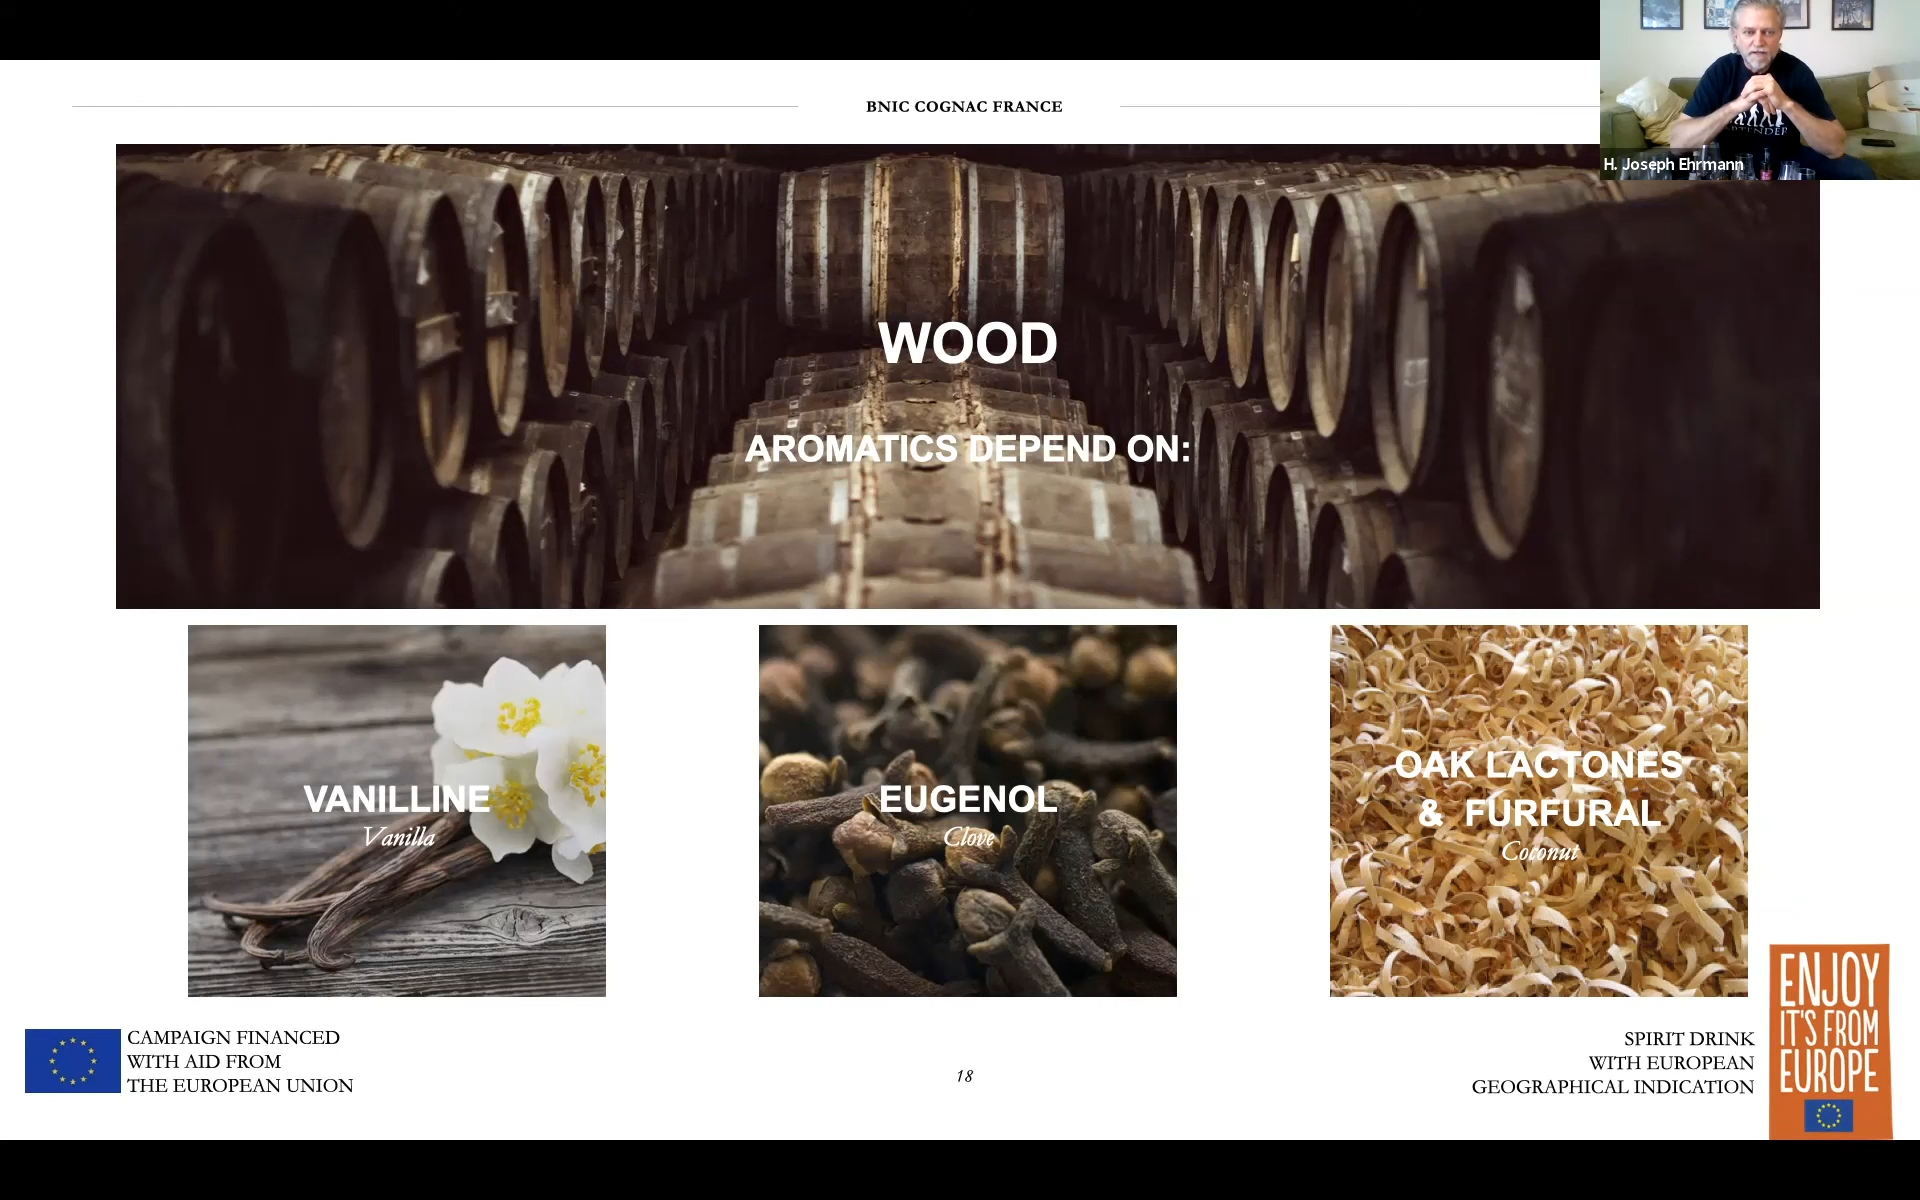 BNIC COGNAC FRANCE
H. Joseph Ehrmann
WOOD
AROMATICS DEPEND ON:
VANILLINE
Vanilla
EUGENOL
Clove
OAK LACTONES
& FURFURAL
Coconut
CAMPAIGN FINANCED
WITH AID FROM
THE EUROPEAN UNION
18
SPIRIT DRINK
WITH EUROPEAN
GEOGRAPHICAL INDICATION
ENJOY
IT'S FROM
EUROPE